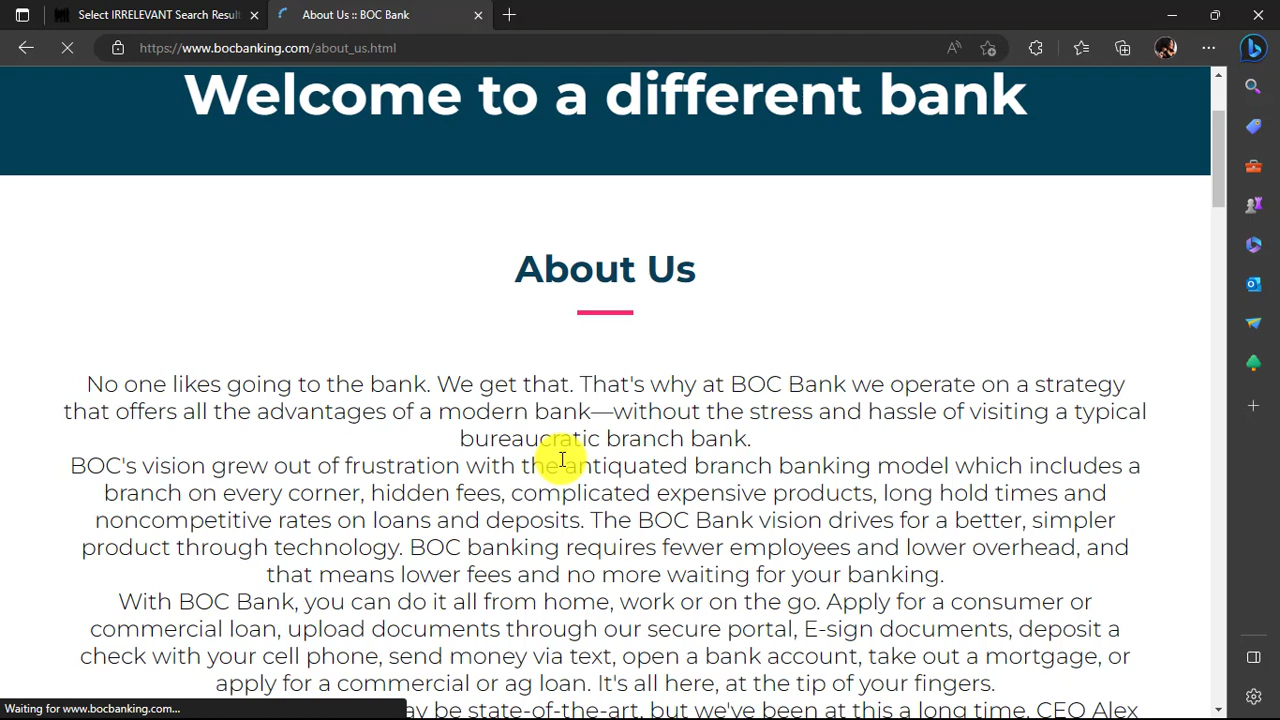 Select IRRELEVANT Search Result
About Us :: BOC Bank
https://www.bocbanking.com/about_us.html
Welcome to a different bank
About Us
No one likes going to the bank. We get that. That's why at BOC Bank we operate on a strategy
that offers all the advantages of a modern bank—without the stress and hassle of visiting a typical
bureaucratic branch bank.
BOC's vision grew out of frustration with the antiquated branch banking model which includes a
branch on every corner, hidden fees, complicated expensive products, long hold times and
noncompetitive rates on loans and deposits. The BOC Bank vision drives for a better, simpler
product through technology. BOC banking requires fewer employees and lower overhead, and
that means lower fees and no more waiting for your banking.
With BOC Bank, you can do it all from home, work or on the go. Apply for a consumer or
commercial loan, upload documents through our secure portal, E-sign documents, deposit a
check with your cell phone, send money via text, open a bank account, take out a mortgage, or
apply for a commercial or ag loan. It's all here, at the tip of your fingers.
ay be state-of-the-art, but we've been at this a long time. CEO Alex
Waiting for www.bocbanking.com...